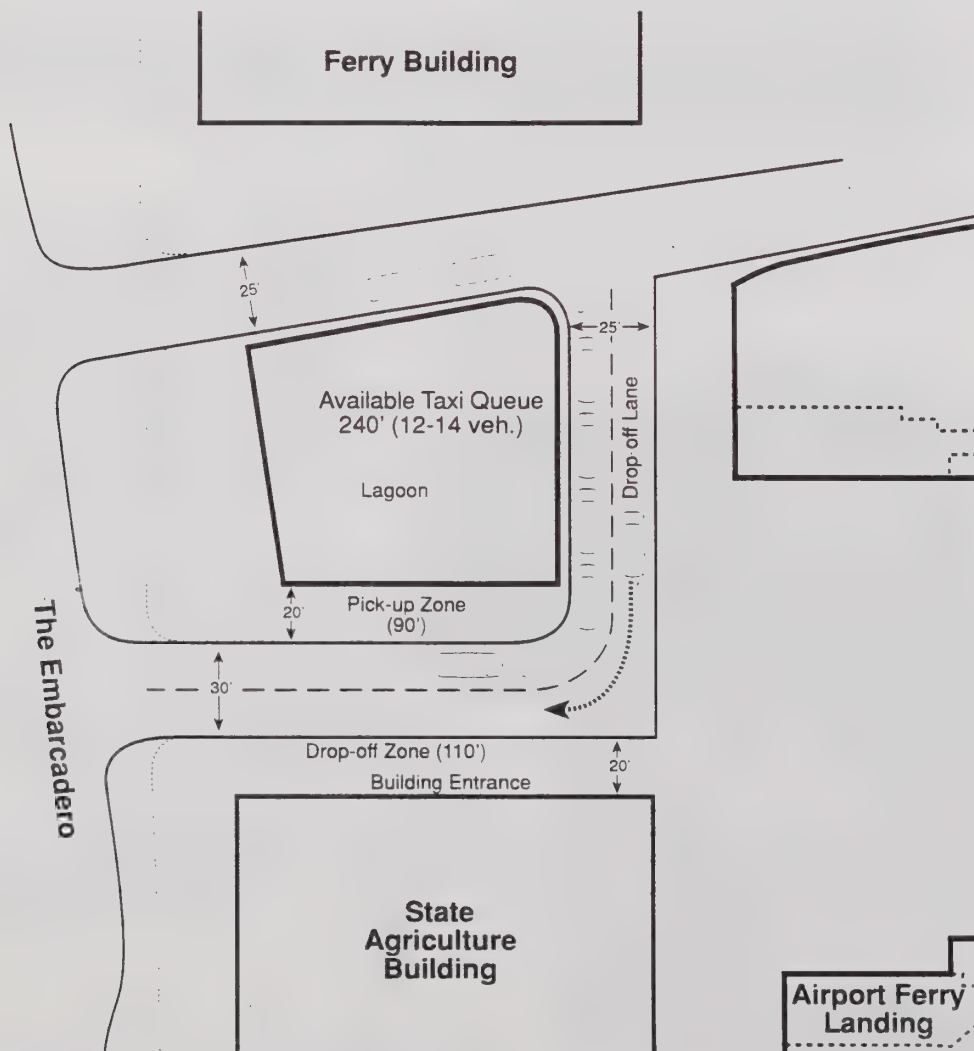 Ferry Building
25'
25'
Available Taxi Queue
240' (12-14 veh.)
Drop-off Lane
Lagoon
20'
Pick-up Zone
(90')
The Embarcadero
30'
Drop-off Zone (110')
20'
Building Entrance
State
Agriculture
Building
Airport Ferry
Landing